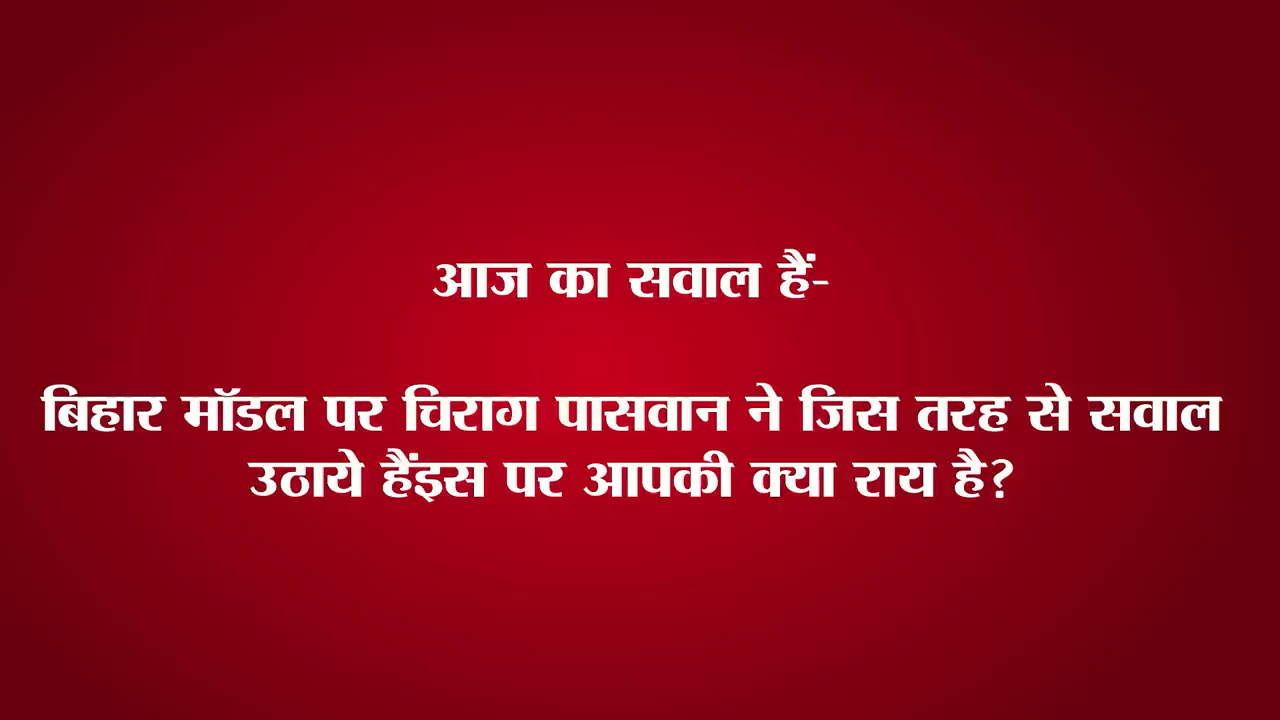 आज का सवाल हैं-
बिहार मॉडल पर चिराग पासवान ने जिस तरह से सवाल
उठाये हैंइस पर आपकी क्या राय है?